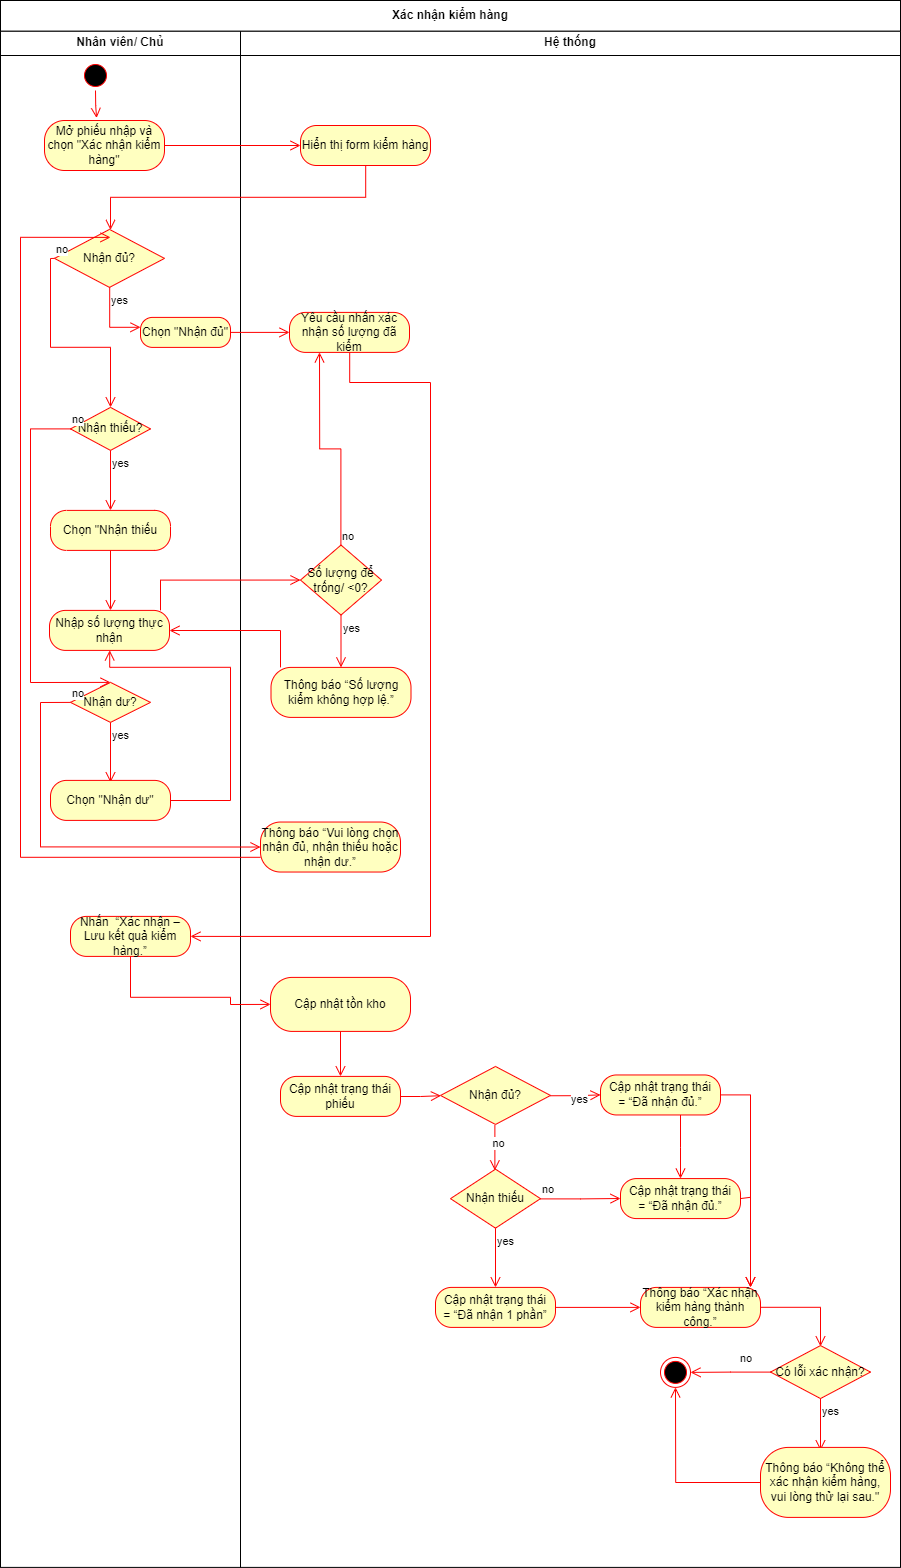 Xác nhận kiểm hàng
Nhân viên/ Chủ
Hệ thống
Mở phiếu nhập và
chọn "Xác nhận kiểm
hàng"
Hiển thị form kiểm hàng
no
Nhận đủ?
yes
Chọn "Nhận đủ"
Yêu cầu nhấn xác
nhận số lượng đã
kiểm
no
Nhận thiếu?
yes
Chọn "Nhận thiếu
no
Số lượng để
trống/ <0?
yes
Nhập số lượng thực
nhận
Thông báo “Số lượng
kiểm không hợp lệ.”
no
Nhận dư?
yes
Chọn "Nhận dư"
Thông báo “Vui lòng chọn
nhận đủ, nhận thiếu hoặc
nhận dư.”
Nhấn “Xác nhận –
Lưu kết quả kiểm
hàng.”
Cập nhật tồn kho
Cập nhật trạng thái
phiếu
Nhận đủ?
yes
Cập nhật trạng thái
= “Đã nhận đủ.”
no
Nhận thiếu
no
Cập nhật trạng thái
= “Đã nhận đủ.”
yes
Cập nhật trạng thái
= “Đã nhận 1 phần”
Thông báo “Xác nhận
kiểm hàng thành
công.”
no
Có lỗi xác nhận?
yes
Thông báo “Không thể
xác nhận kiểm hàng,
vui lòng thử lại sau."